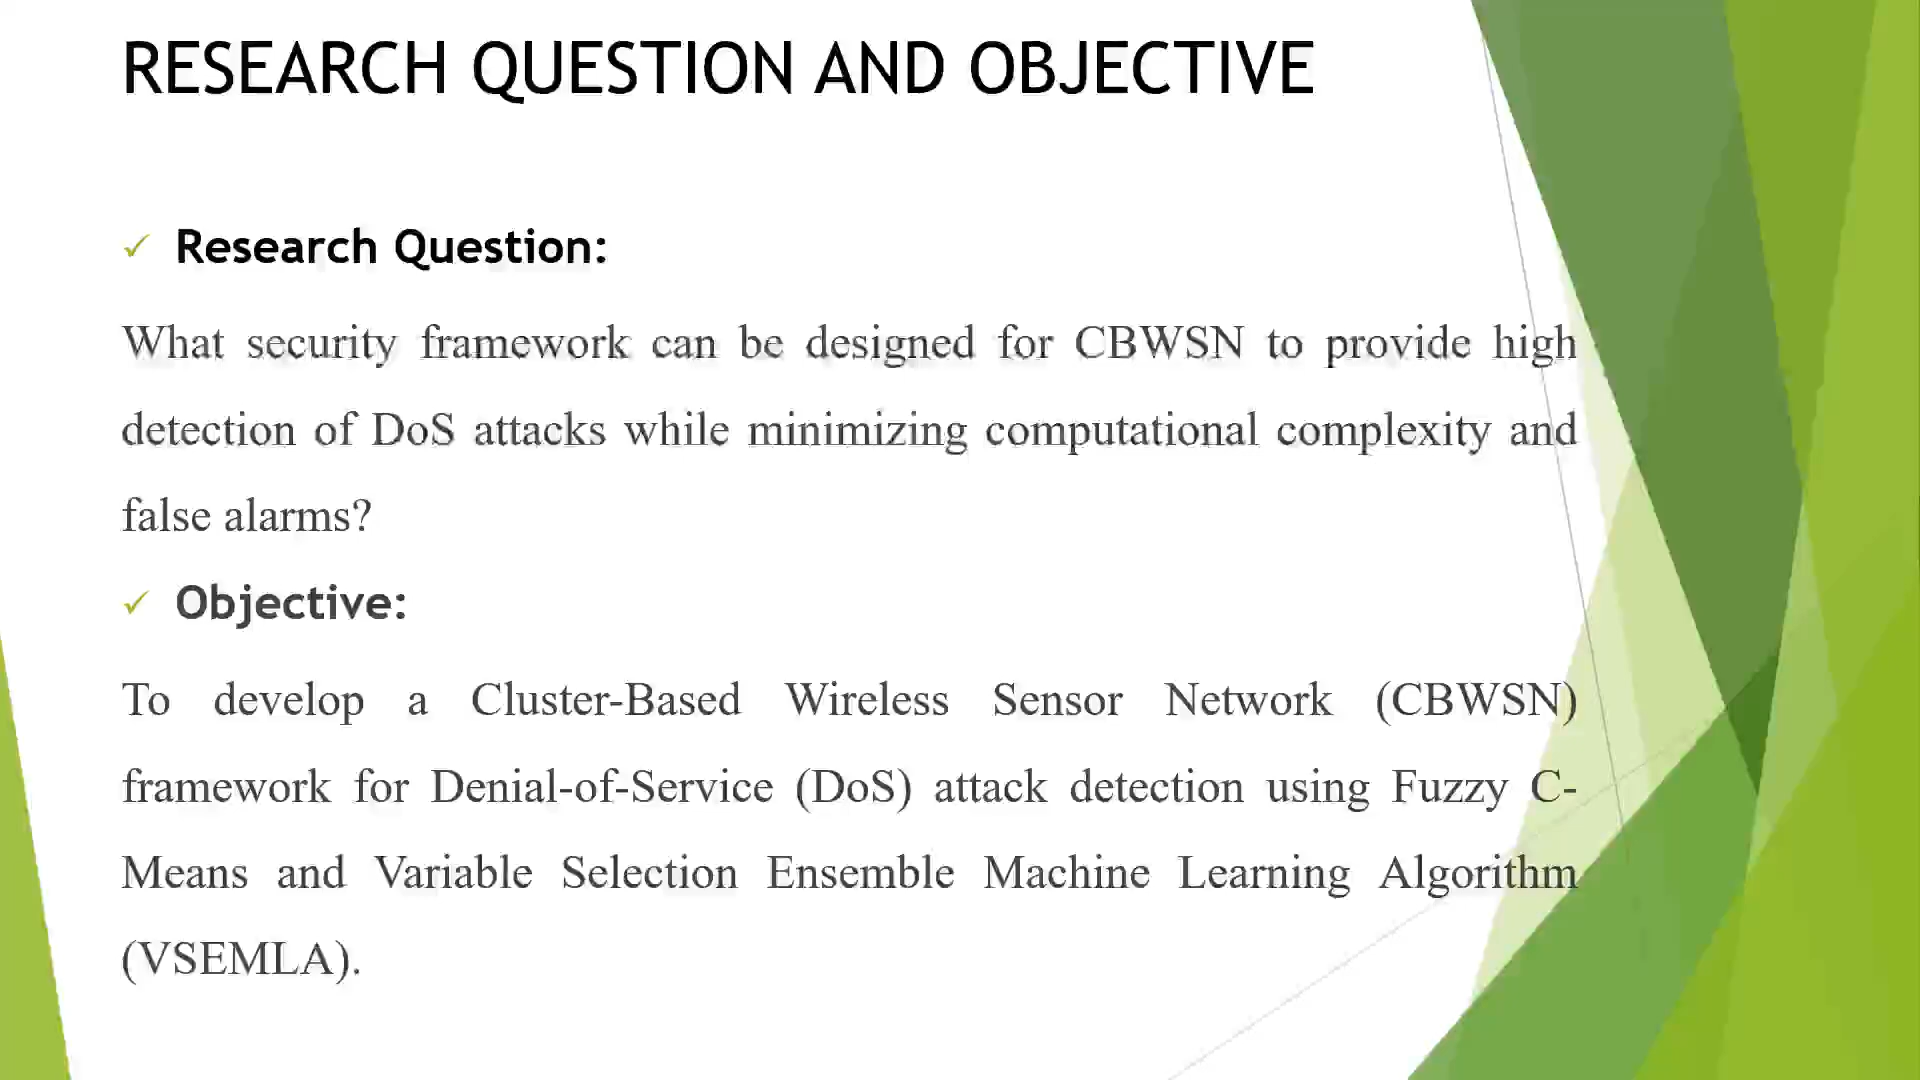 RESEARCH QUESTION AND OBJECTIVE
✓ Research Question:
What security framework can be designed for CBWSN to provide high
detection of DoS attacks while minimizing computational complexity and
false alarms?
✓ Objective:
To develop a Cluster-Based Wireless Sensor Network (CBWSN)
framework for Denial-of-Service (DoS) attack detection using Fuzzy C-
Means and Variable Selection Ensemble Machine Learning Algorithm
(VSEMLA).